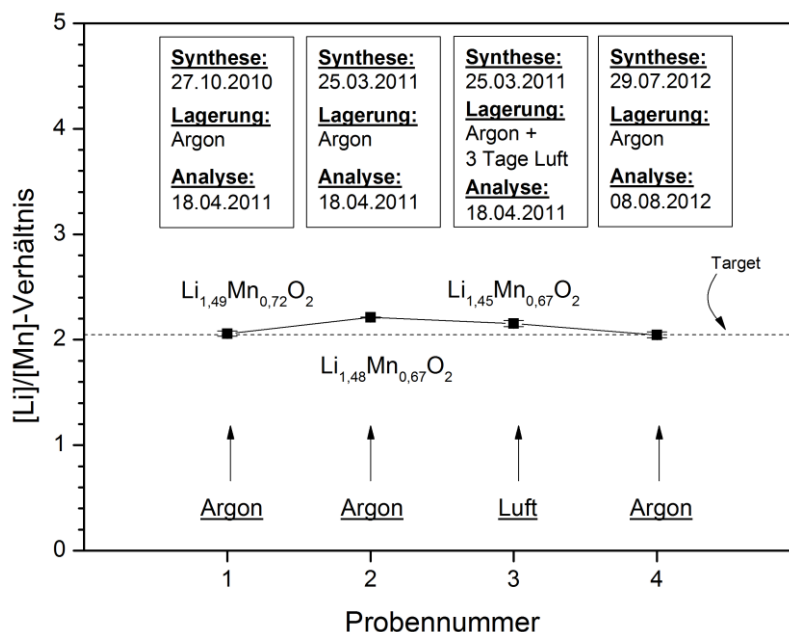 5
4
3
2
1
0
[Li]/[Mn]-Verhältnis
Synthese:
27.10.2010
Lagerung:
Argon
Analyse:
18.04.2011
Synthese:
25.03.2011
Lagerung:
Argon
Analyse:
18.04.2011
Synthese:
25.03.2011
Lagerung:
Argon +
3 Tage Luft
Analyse:
18.04.2011
Synthese:
29.07.2012
Lagerung:
Argon
Analyse:
08.08.2012
Target
Li1,49Mn0,72O2
Li1,45Mn0,67O2
Li1,48Mn0,67O2
Argon
Argon
Luft
Argon
1 2 3 4
Probennummer